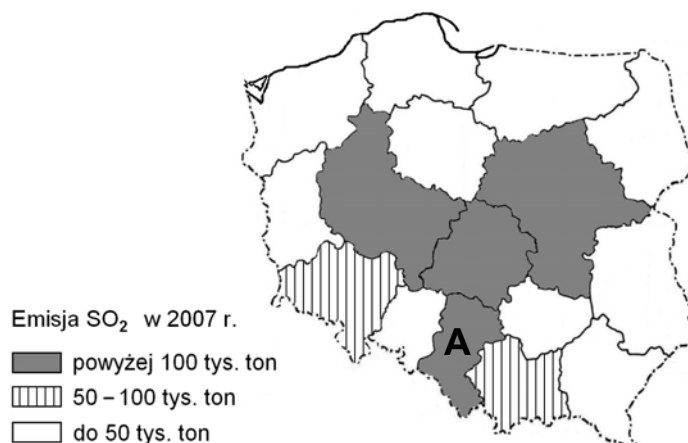 A
Emisja SO₂ w 2007 r.
powyżej 100 tys. ton
50 – 100 tys. ton
do 50 tys. ton